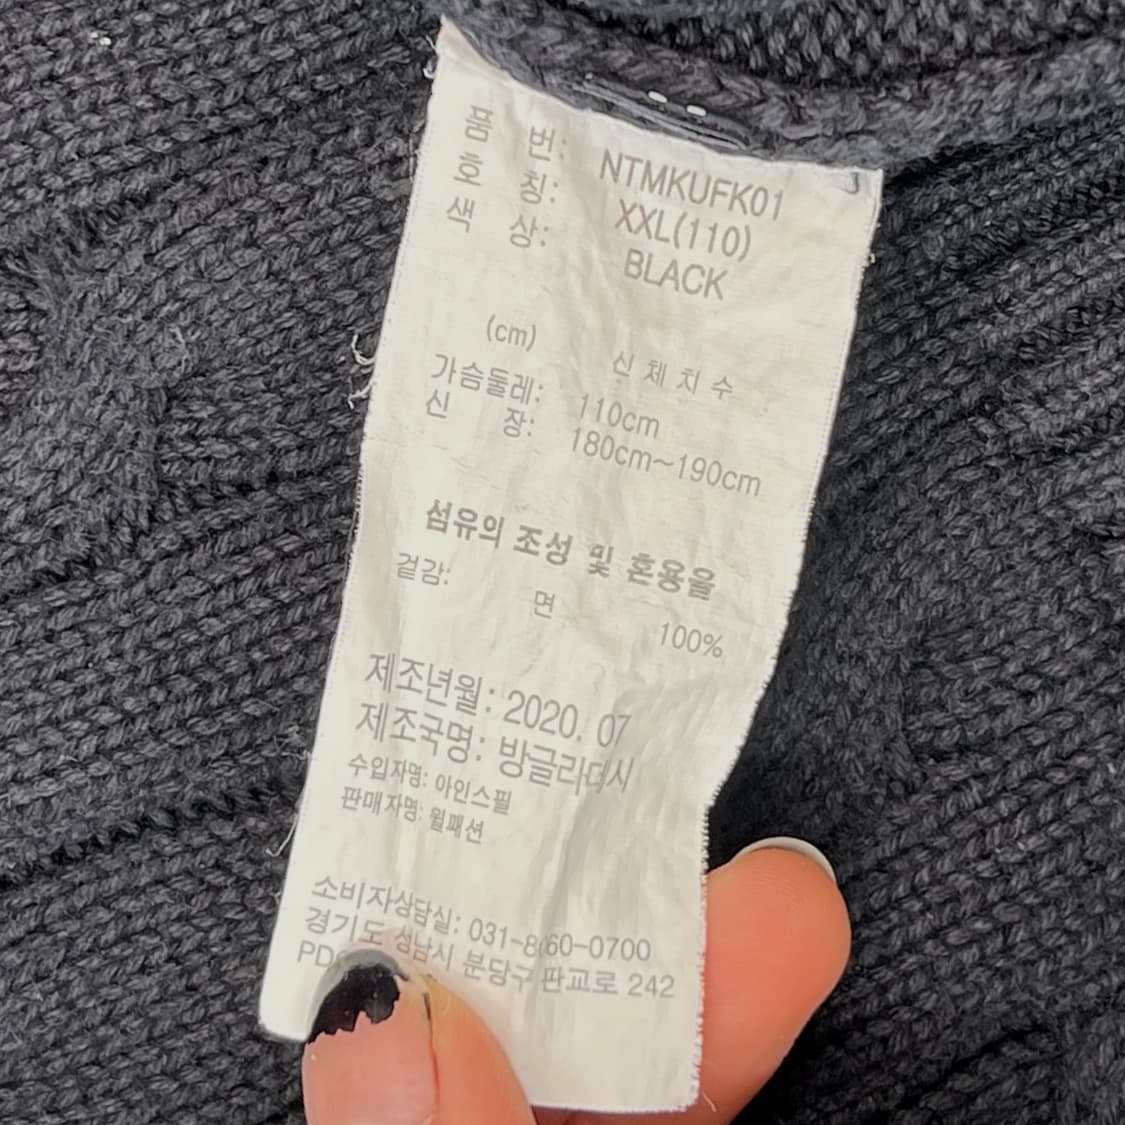 품 번: NTMKUFK01
호 칭: XXL(110)
색 상: BLACK
(cm) 신 체 치 수
가슴둘레: 110cm
신 장: 180cm~190cm
섬유의 조성 및 혼용율
겉감:
면 100%
제조년월: 2020. 07
제조국명: 방글라데시
수입자명: 아인스필
판매자명: 월패션
소비자상담실: 031-8060-0700
경기도 성남시 분당구 판교로 242